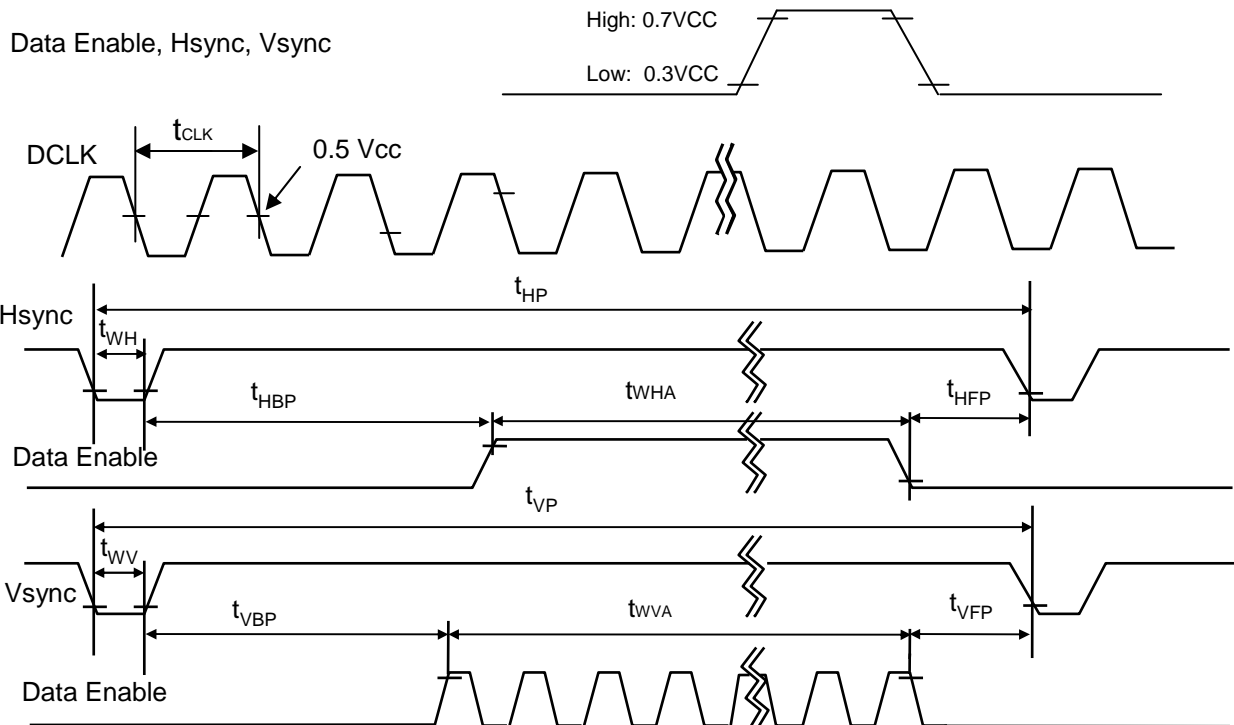 High: 0.7VCC
Data Enable, Hsync, Vsync
Low: 0.3VCC
tCLK
DCLK
0.5 Vcc
tHP
Hsync
tWH
tHBP
tWHA
tHFP
Data Enable
tVP
tWV
Vsync
tVBP
tWVA
tVFP
Data Enable